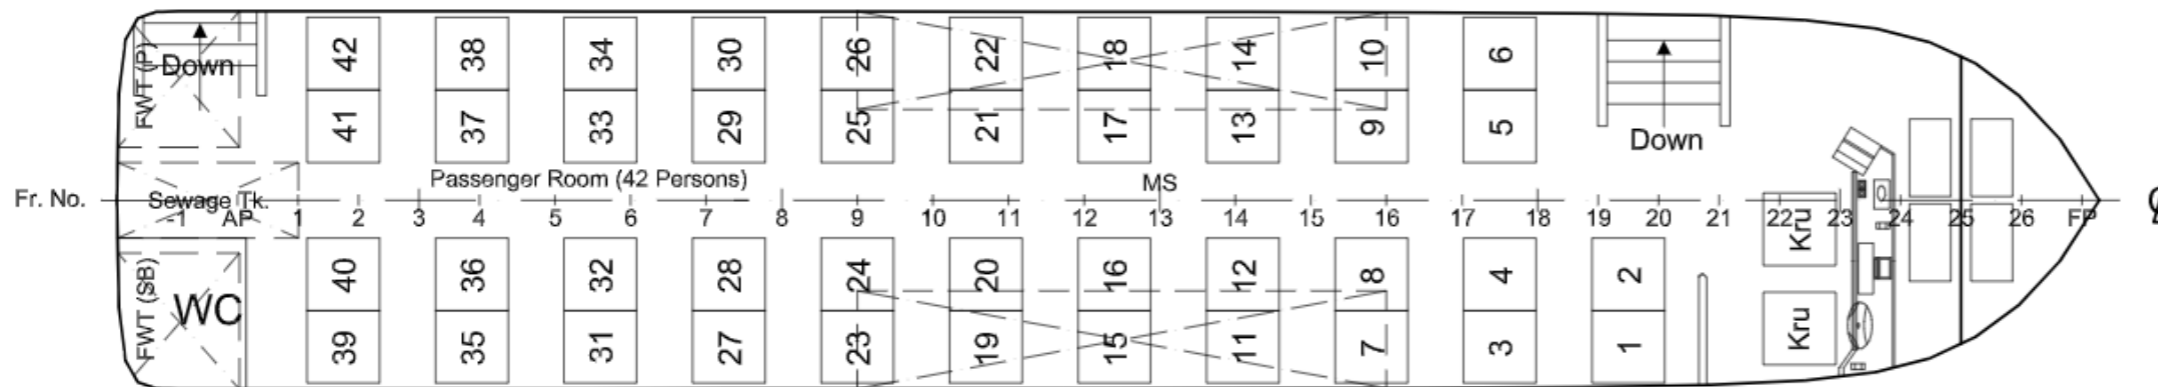 42 38 34 30 26 22 18 14 10 6
FWT (P)
Down
41 37 33 29 25 21 17 13 9 5
Down
Passenger Room (42 Persons)
MS
Fr. No.
Sewage Tk.
-1 AP 1 2 3 4 5 6 7 8 9 10 11 12 13 14 15 16 17 18 19 20 21 22 23 24 25 26 FP
Kru
40 36 32 28 24 20 16 12 8 4 2
FWT (SB)
WC
39 35 31 27 23 19 15 11 7 3 1
Kru